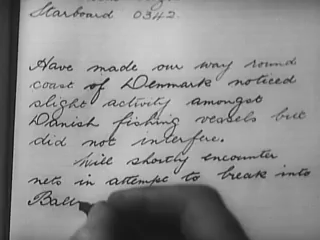 Starboard 0342.
Have made our way round
coast of Denmark noticed
slight activity amongst
Danish fishing vessels but
did not interfere.
Will shortly encounter
nets in attempt to break into
Balt